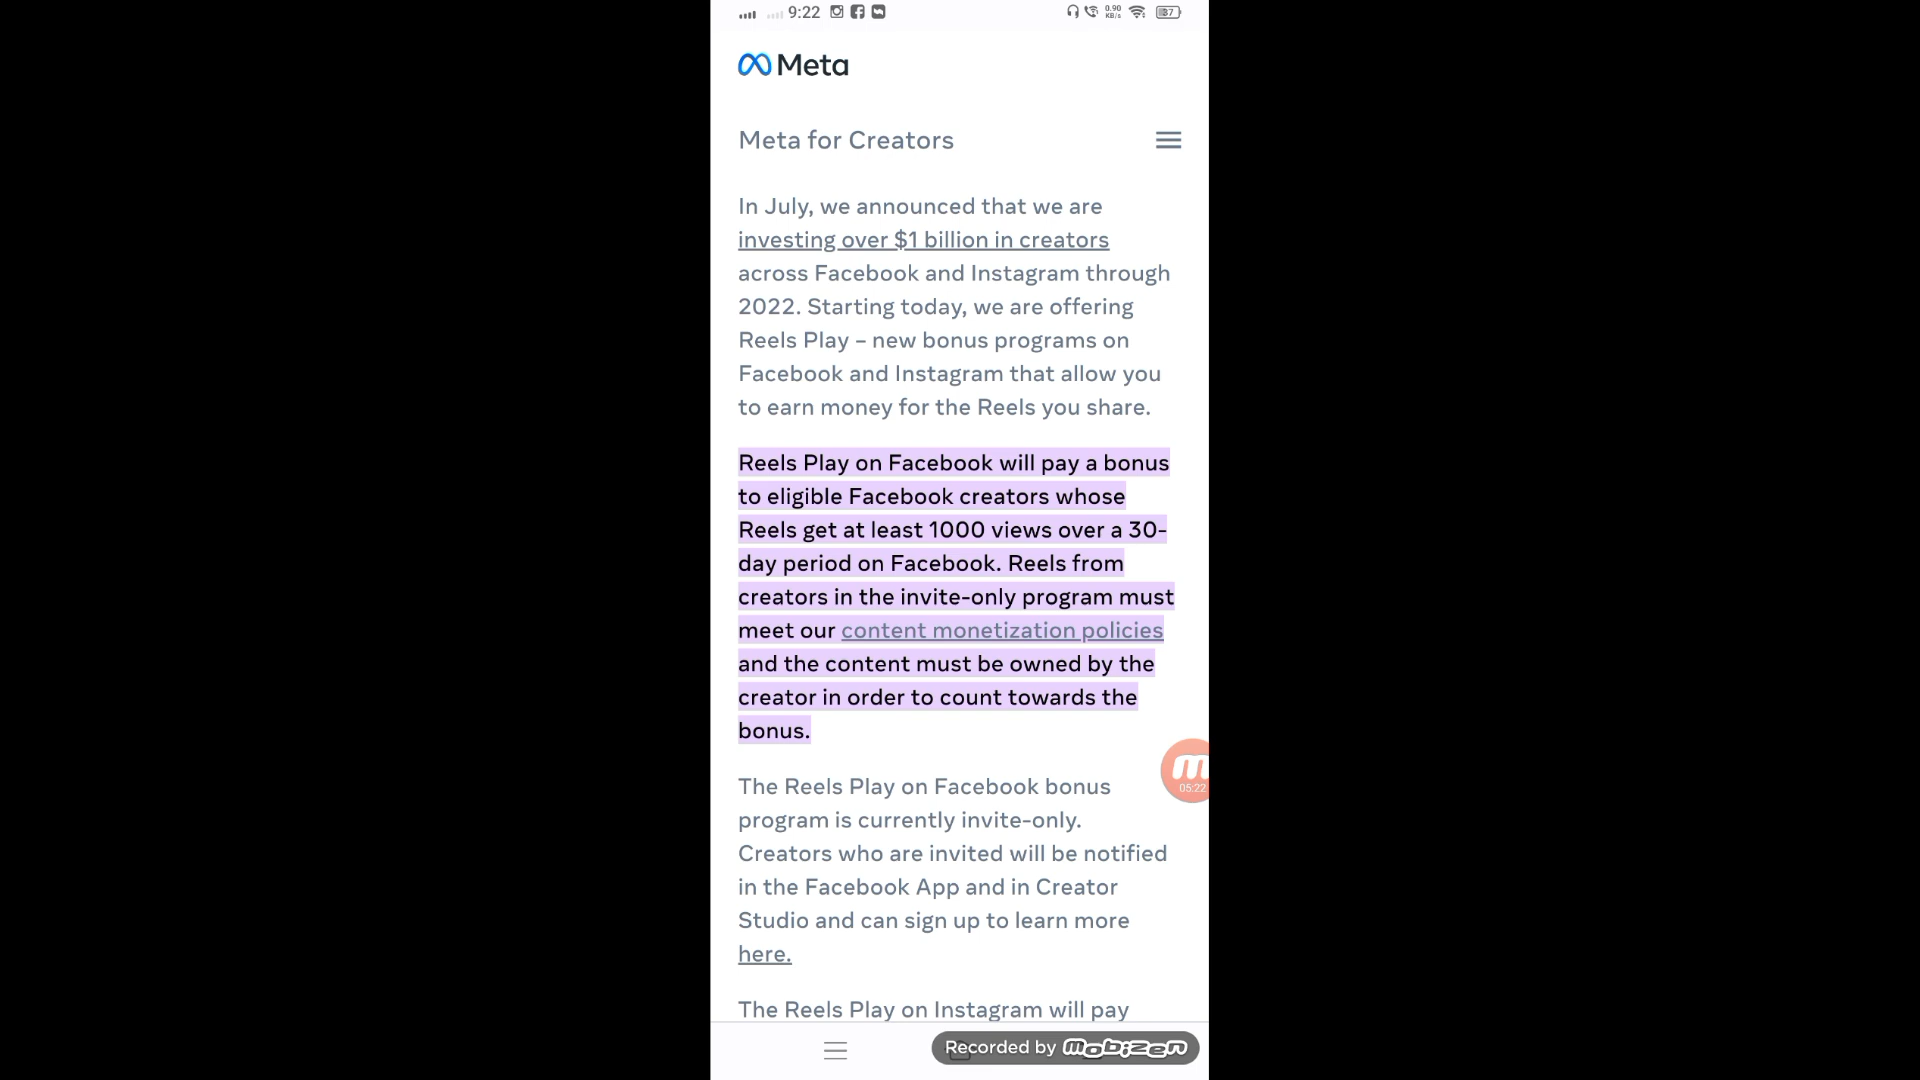 9:22
0.90
KB/s
37
Meta
Meta for Creators
In July, we announced that we are
investing over $1 billion in creators
across Facebook and Instagram through
2022. Starting today, we are offering
Reels Play – new bonus programs on
Facebook and Instagram that allow you
to earn money for the Reels you share.
Reels Play on Facebook will pay a bonus
to eligible Facebook creators whose
Reels get at least 1000 views over a 30-
day period on Facebook. Reels from
creators in the invite-only program must
meet our content monetization policies
and the content must be owned by the
creator in order to count towards the
bonus.
The Reels Play on Facebook bonus
program is currently invite-only.
Creators who are invited will be notified
in the Facebook App and in Creator
Studio and can sign up to learn more
here.
05:22
The Reels Play on Instagram will pay
Recorded by mobizen